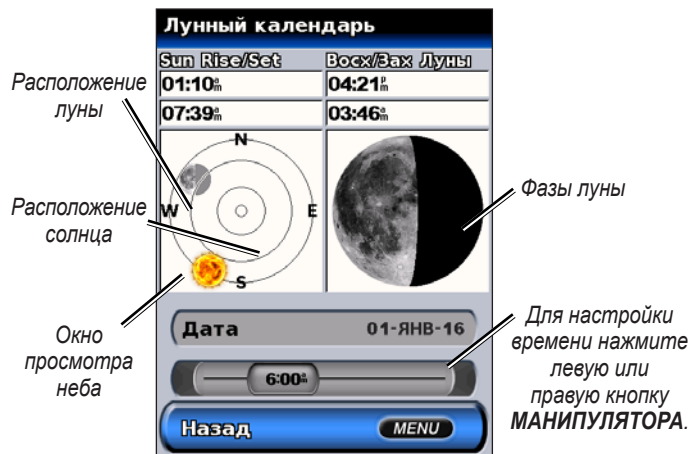 Лунный календарь
Sun Rise/Set
Восх/Зах Луны
01:10am
04:21pm
07:39am
03:46am
N
W
E
S
Дата
01-ЯНВ-16
6:00am
Назад
MENU
Расположение
луны
Расположение
солнца
Окно
просмотра
неба
Фазы луны
Для настройки
времени нажмите
левую или
правую кнопку
МАНИПУЛЯТОРА.